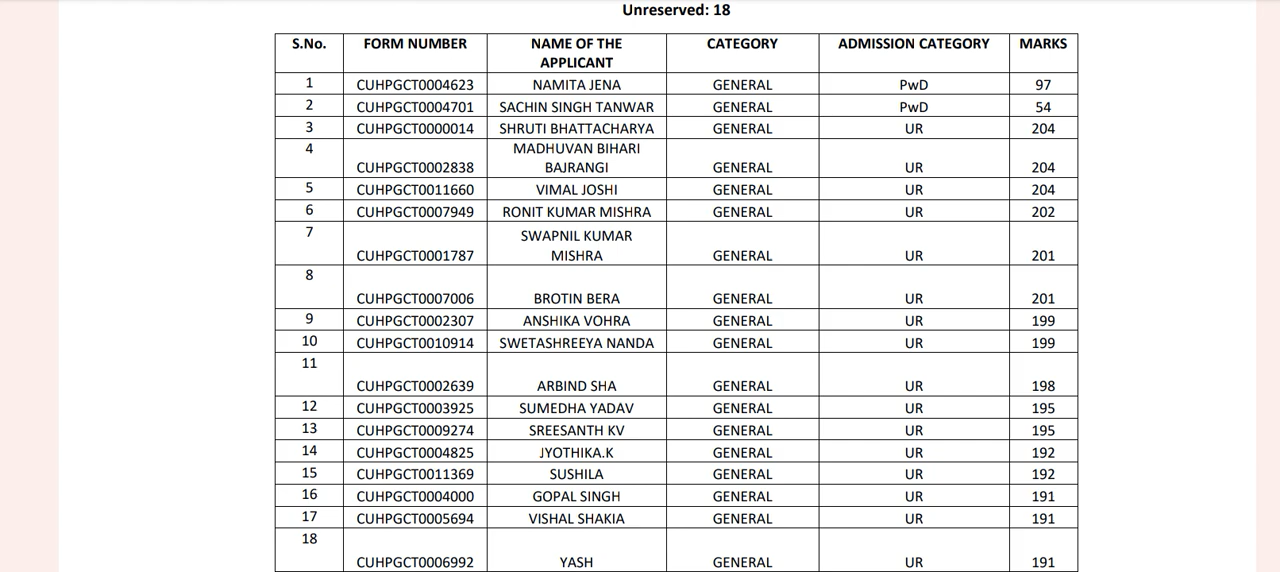 Unreserved: 18
S.No. FORM NUMBER NAME OF THE APPLICANT CATEGORY ADMISSION CATEGORY MARKS
1 CUHPGCT0004623 NAMITA JENA GENERAL PwD 97
2 CUHPGCT0004701 SACHIN SINGH TANWAR GENERAL PwD 54
3 CUHPGCT0000014 SHRUTI BHATTACHARYA GENERAL UR 204
4 CUHPGCT0002838 MADHUVAN BIHARI BAJRANGI GENERAL UR 204
5 CUHPGCT0011660 VIMAL JOSHI GENERAL UR 204
6 CUHPGCT0007949 RONIT KUMAR MISHRA GENERAL UR 202
7 CUHPGCT0001787 SWAPNIL KUMAR MISHRA GENERAL UR 201
8 CUHPGCT0007006 BROTIN BERA GENERAL UR 201
9 CUHPGCT0002307 ANSHIKA VOHRA GENERAL UR 199
10 CUHPGCT0010914 SWETASHREEYA NANDA GENERAL UR 199
11 CUHPGCT0002639 ARBIND SHA GENERAL UR 198
12 CUHPGCT0003925 SUMEDHA YADAV GENERAL UR 195
13 CUHPGCT0009274 SREESANTH KV GENERAL UR 195
14 CUHPGCT0004825 JYOTHIKA.K GENERAL UR 192
15 CUHPGCT0011369 SUSHILA GENERAL UR 192
16 CUHPGCT0004000 GOPAL SINGH GENERAL UR 191
17 CUHPGCT0005694 VISHAL SHAKIA GENERAL UR 191
18 CUHPGCT0006992 YASH GENERAL UR 191